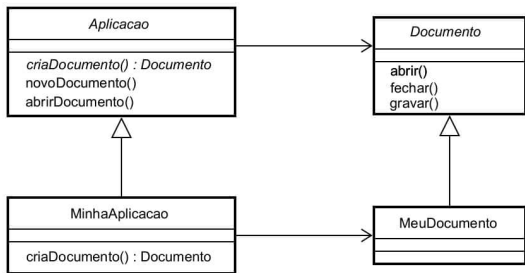 Aplicacao
criaDocumento() : Documento
novoDocumento()
abrirDocumento()
Documento
abrir()
fechar()
gravar()
MinhaAplicacao
criaDocumento() : Documento
MeuDocumento